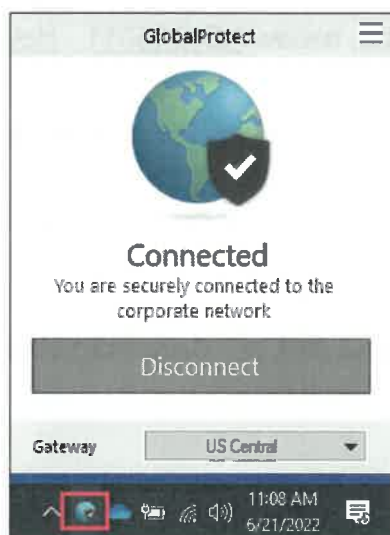 GlobalProtect
Connected
You are securely connected to the
corporate network
Disconnect
Gateway
US Central
11:08 AM
6/21/2022